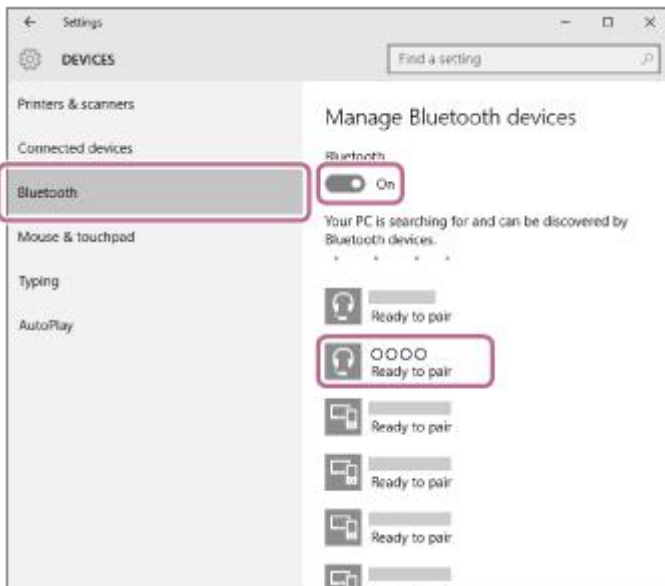 Settings
DEVICES
Find a setting
Printers & scanners
Connected devices
Bluetooth
Mouse & touchpad
Typing
AutoPlay
Manage Bluetooth devices
Bluetooth
On
Your PC is searching for and can be discovered by
Bluetooth devices.
Ready to pair
OOOO
Ready to pair
Ready to pair
Ready to pair
Ready to pair